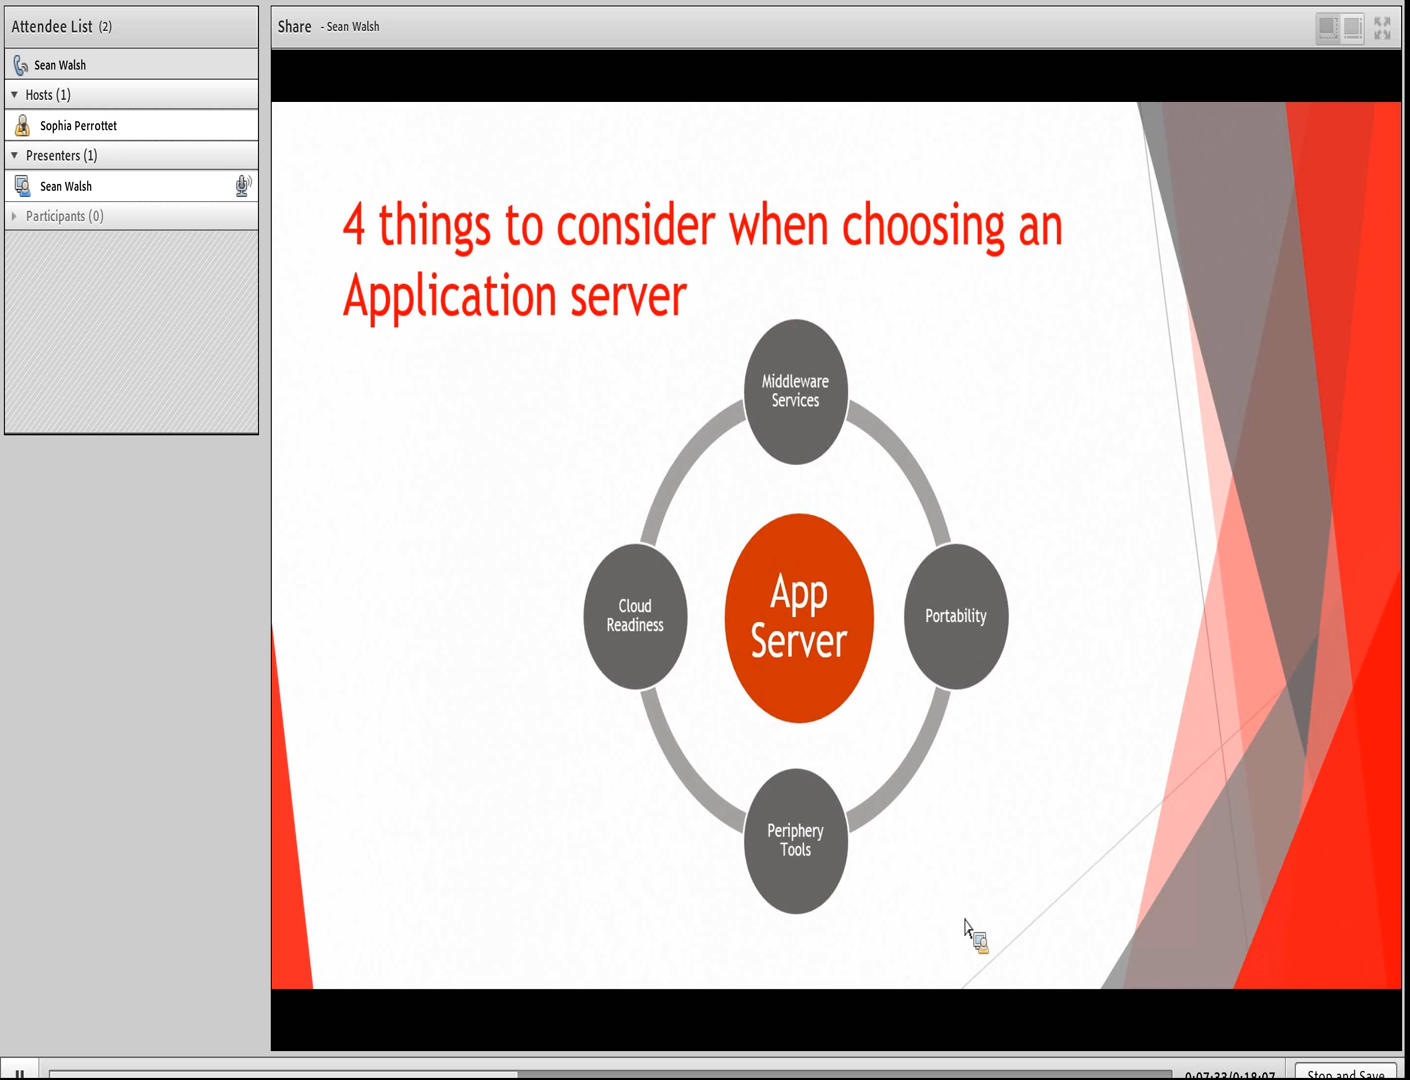 Attendee List (2)
Sean Walsh
Hosts (1)
Sophia Perrottet
Presenters (1)
Sean Walsh
Participants (0)
Share - Sean Walsh
4 things to consider when choosing an
Application server
Middleware
Services
Cloud
Readiness
App
Server
Portability
Periphery
Tools
0:07:33/0:18:07
Stop and Save